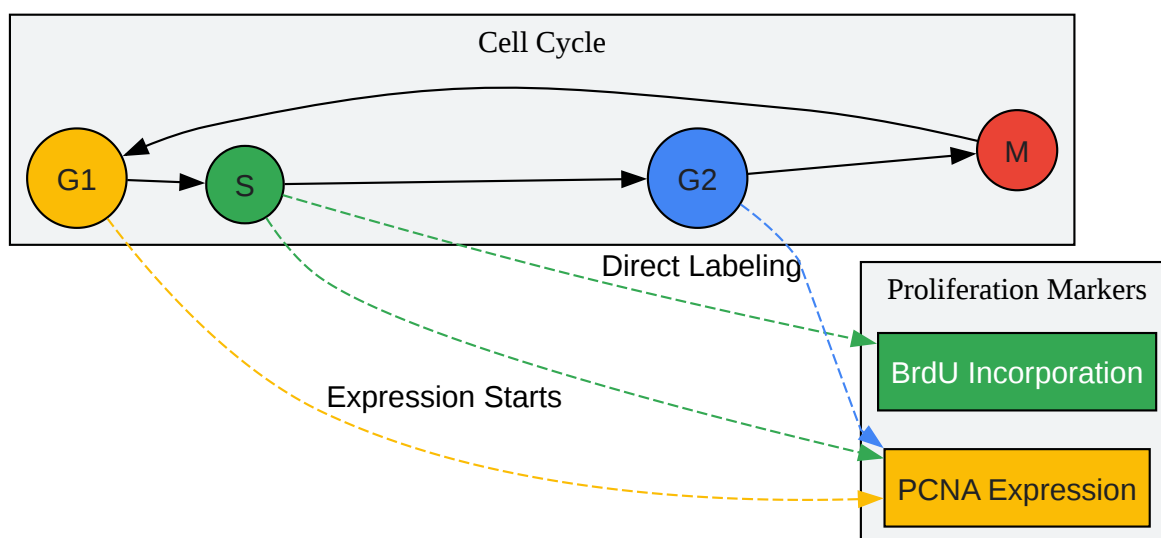 Cell Cycle
G1
S
G2
M
Direct Labeling
Proliferation Markers
BrdU Incorporation
Expression Starts
PCNA Expression